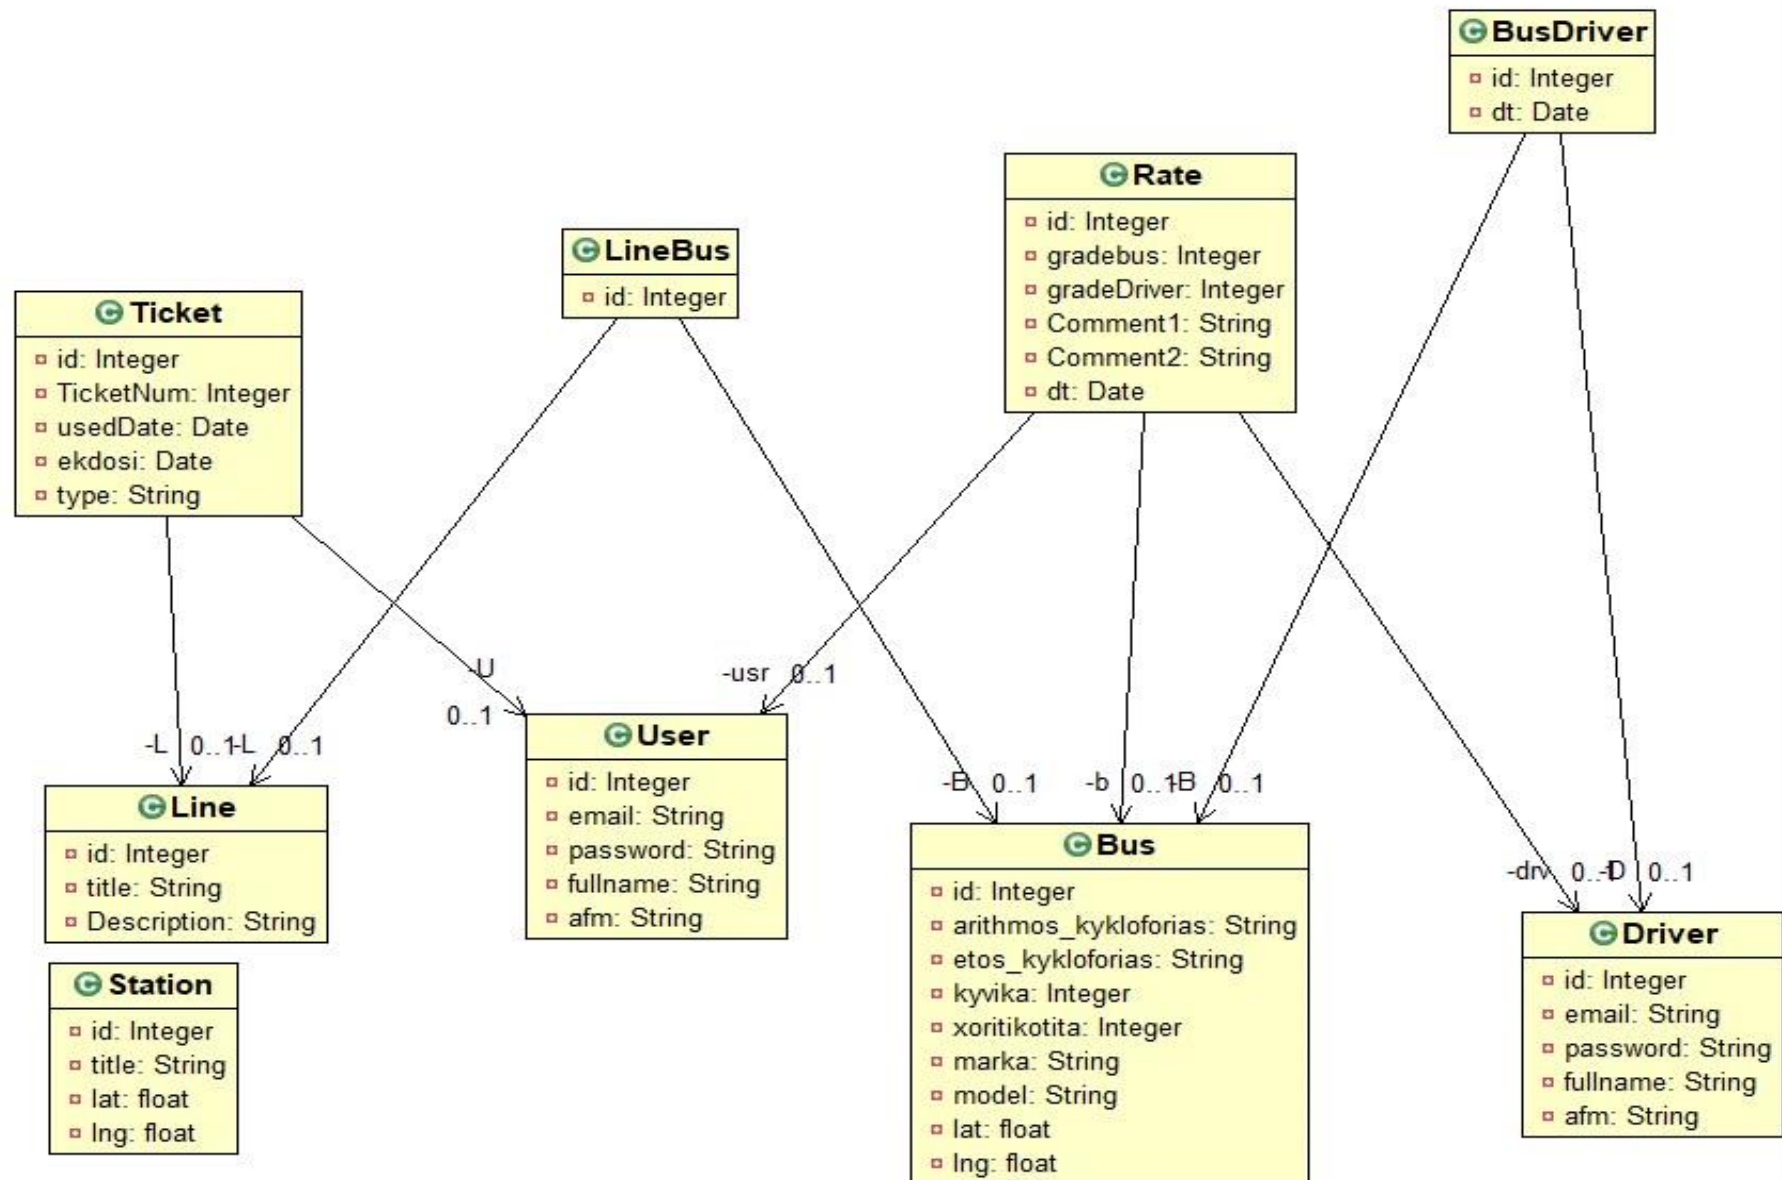 BusDriver
id: Integer
dt: Date
Rate
id: Integer
gradebus: Integer
gradeDriver: Integer
Comment1: String
Comment2: String
dt: Date
LineBus
id: Integer
Ticket
id: Integer
TicketNum: Integer
usedDate: Date
ekdosi: Date
type: String
-U
0..1
-usr 0..1
-L 0..1
-L 0..1
-B 0..1
-b 0..1
-B 0..1
-drv 0..1
-D 0..1
User
id: Integer
email: String
password: String
fullname: String
afm: String
Line
id: Integer
title: String
Description: String
Bus
id: Integer
arithmos_kykloforias: String
etos_kykloforias: String
kyvika: Integer
xoritikotita: Integer
marka: String
model: String
lat: float
lng: float
Driver
id: Integer
email: String
password: String
fullname: String
afm: String
Station
id: Integer
title: String
lat: float
lng: float